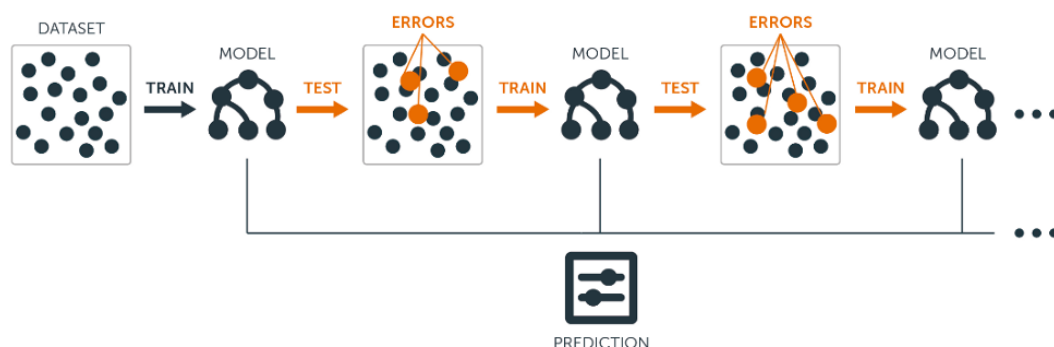 DATASET
MODEL
ERRORS
MODEL
ERRORS
MODEL
TRAIN
TEST
TRAIN
TEST
TRAIN
PREDICTION